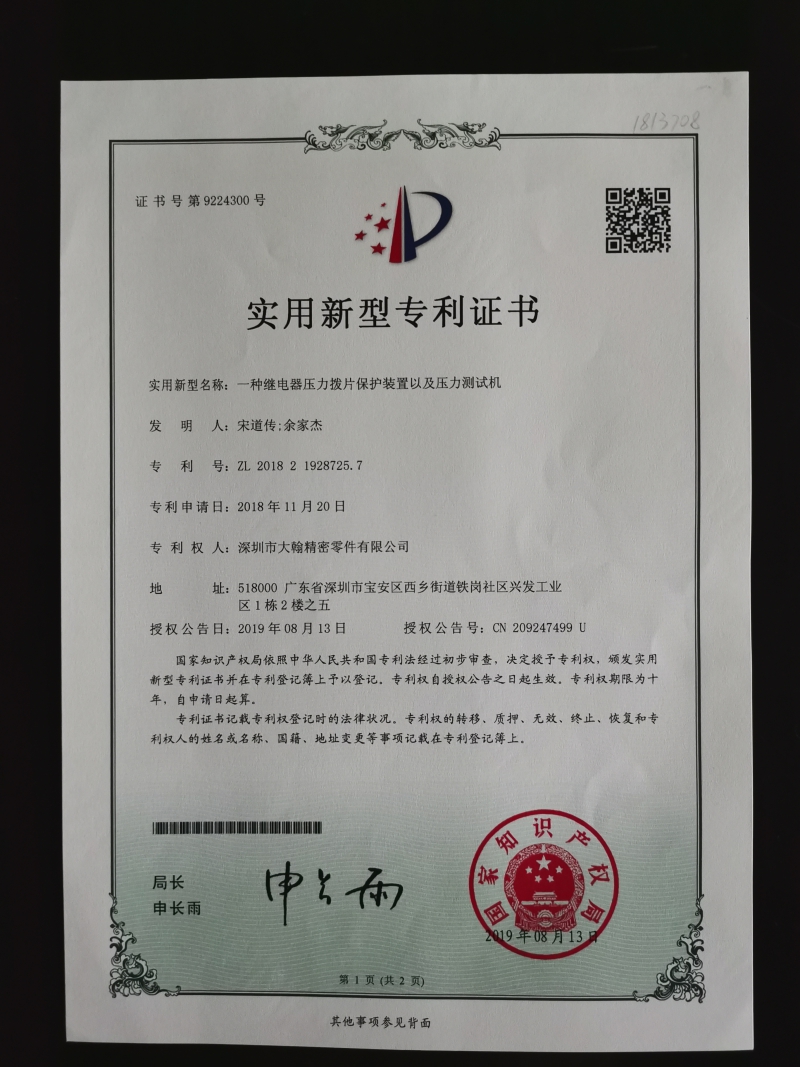 1813708
证书号第9224300号
实用新型专利证书
实用新型名称：一种继电器压力拨片保护装置以及压力测试机
发明人：宋道传;余家杰
专利号：ZL 2018 2 1928725.7
专利申请日：2018年11月20日
专利权人：深圳市大翰精密零件有限公司
地址：518000 广东省深圳市宝安区西乡街道铁岗社区兴发工业
区1栋2楼之五
授权公告日：2019年08月13日 授权公告号：CN 209247499 U
国家知识产权局依照中华人民共和国专利法经过初步审查，决定授予专利权，颁发实用
新型专利证书并在专利登记簿上予以登记。专利权自授权公告之日起生效。专利权期限为十
年，自申请日起算。
专利证书记载专利权登记时的法律状况。专利权的转移、质押、无效、终止、恢复和专
利权人的姓名或名称、国籍、地址变更等事项记载在专利登记簿上。
局长
申长雨
申长雨
国家知识产权局
2019年08月13日
第1页(共2页)
其他事项参见背面